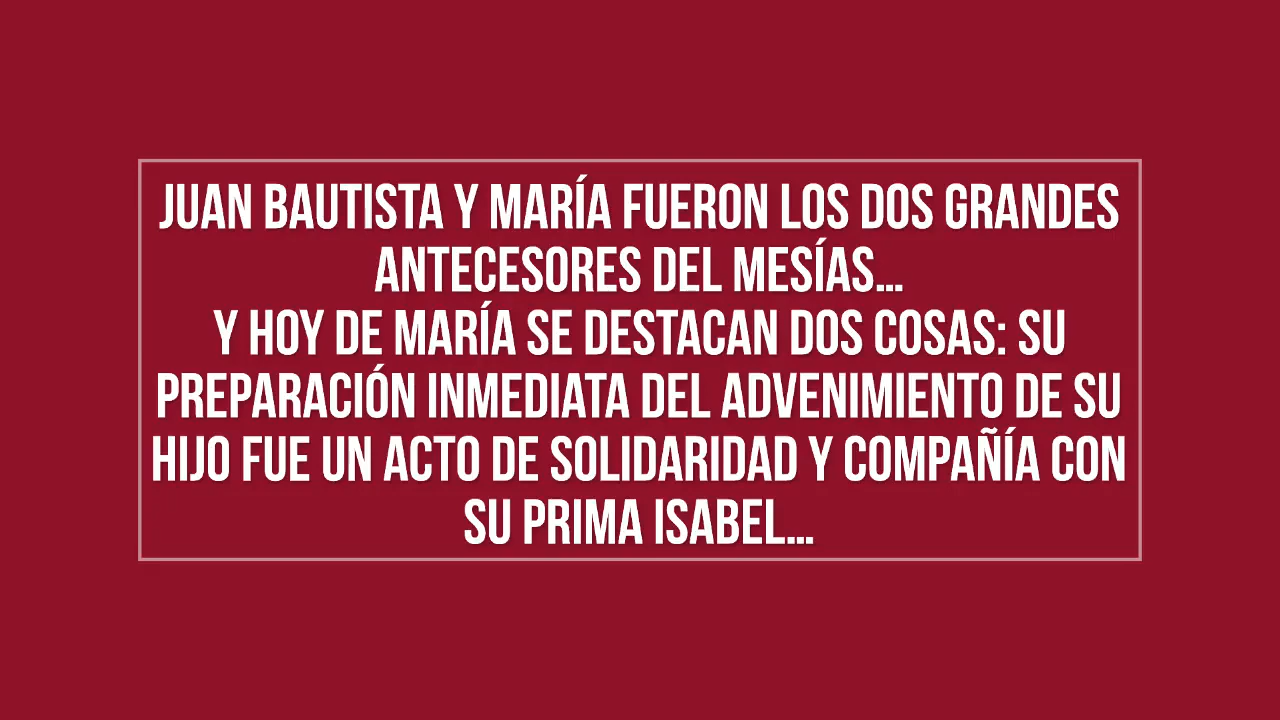 JUAN BAUTISTA Y MARÍA FUERON LOS DOS GRANDES
ANTECESORES DEL MESÍAS...
Y HOY DE MARÍA SE DESTACAN DOS COSAS: SU
PREPARACIÓN INMEDIATA DEL ADVENIMIENTO DE SU
HIJO FUE UN ACTO DE SOLIDARIDAD Y COMPAÑÍA CON
SU PRIMA ISABEL...